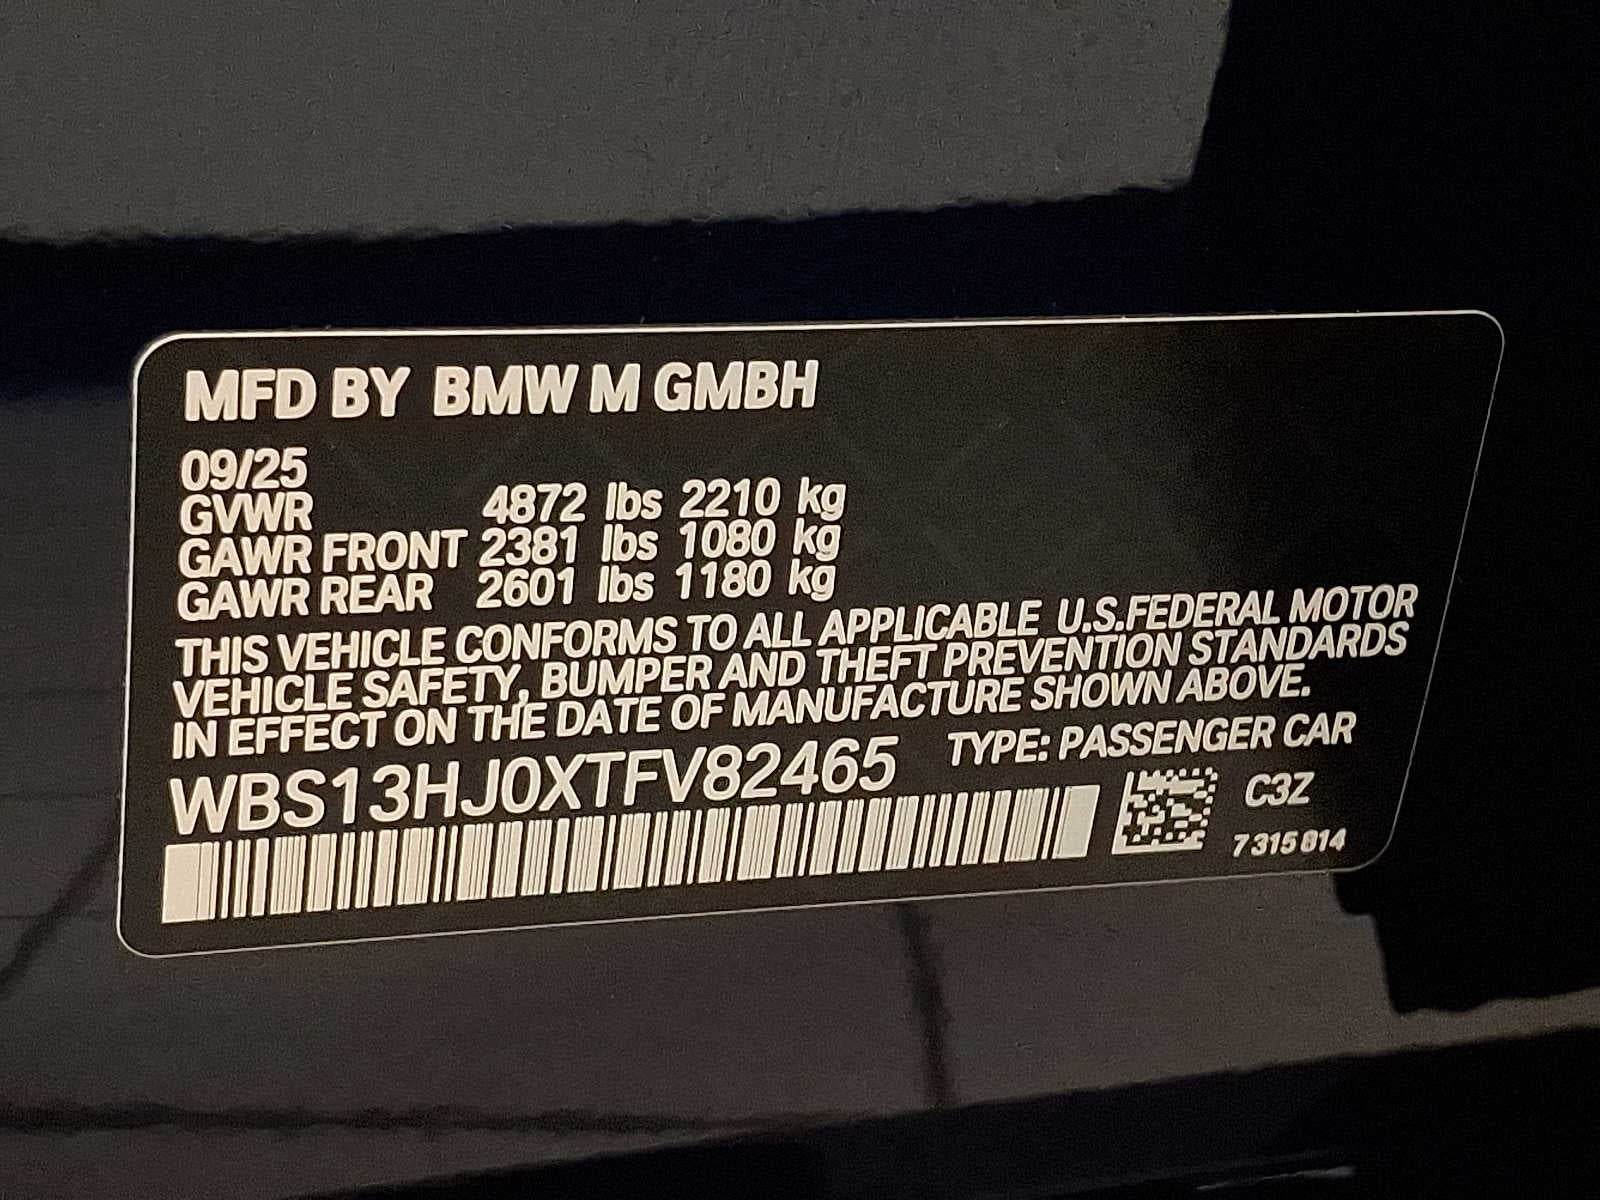 MFD BY BMW M GMBH
09/25
GVWR 4872 lbs 2210 kg
GAWR FRONT 2381 lbs 1080 kg
GAWR REAR 2601 lbs 1180 kg
THIS VEHICLE CONFORMS TO ALL APPLICABLE U.S.FEDERAL MOTOR
VEHICLE SAFETY, BUMPER AND THEFT PREVENTION STANDARDS
IN EFFECT ON THE DATE OF MANUFACTURE SHOWN ABOVE.
WBS13HJ0XTFV82465 TYPE: PASSENGER CAR
C3Z
7 315 814